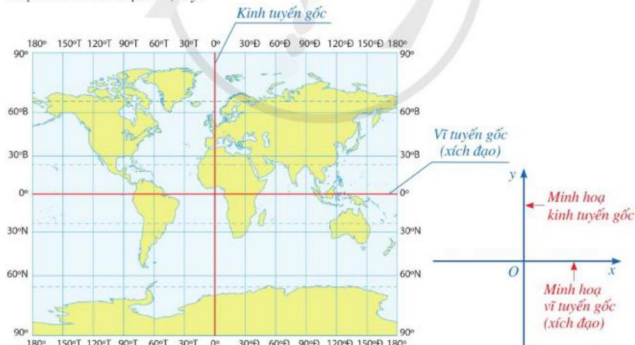 Kinh tuyến gốc
180° 150°T 120°T 90°T 60°T 30°T 0° 30°Đ 60°Đ 90°Đ 120°Đ 150°Đ 180°
90° 90°
60°B 60°B
Vĩ tuyến gốc
(xích đạo)
30°B 30°B
0° 0°
30°N 30°N
60°N 60°N
90° 90°
180° 150°T 120°T 90°T 60°T 30°T 0° 30°Đ 60°Đ 90°Đ 120°Đ 150°Đ 180°
y
Minh hoạ
kinh tuyến gốc
O
x
Minh hoạ
vĩ tuyến gốc
(xích đạo)